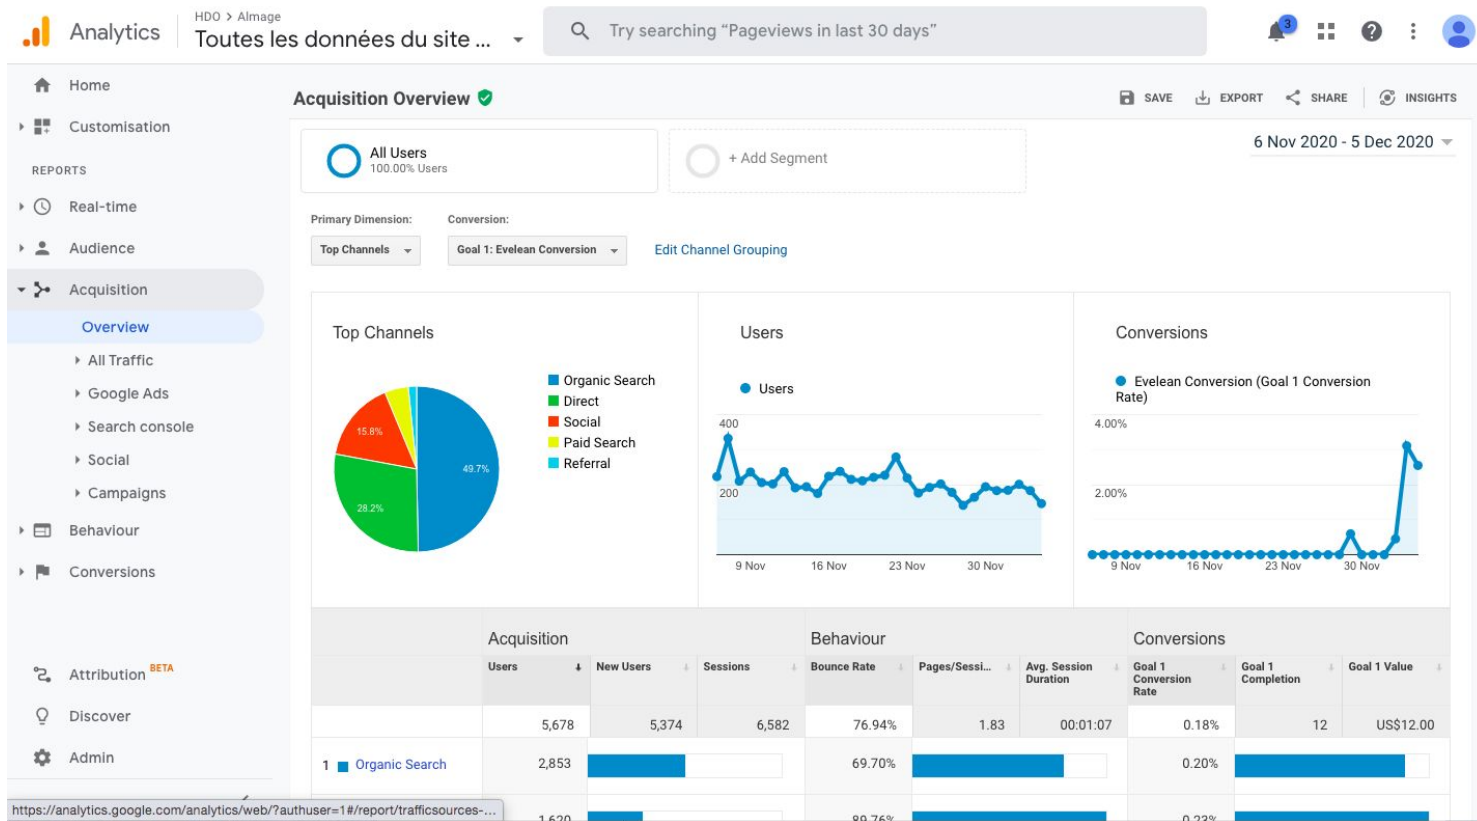 HDO > AImage
Analytics
Toutes les données du site ...
Try searching “Pageviews in last 30 days”
3
Home
Customisation
REPORTS
Real-time
Audience
Acquisition
Overview
All Traffic
Google Ads
Search console
Social
Campaigns
Behaviour
Conversions
Attribution BETA
Discover
Admin
https://analytics.google.com/analytics/web/?authuser=1#/report/trafficsources-...
Acquisition Overview
SAVE EXPORT SHARE INSIGHTS
6 Nov 2020 - 5 Dec 2020
All Users
100.00% Users
+ Add Segment
Primary Dimension: Conversion:
Top Channels Goal 1: Evelean Conversion Edit Channel Grouping
Top Channels
Organic Search
Direct
Social
Paid Search
Referral
15.8%
49.7%
28.2%
Users
Users
400
200
9 Nov 16 Nov 23 Nov 30 Nov
Conversions
Evelean Conversion (Goal 1 Conversion
Rate)
4.00%
2.00%
9 Nov 16 Nov 23 Nov 30 Nov
Acquisition Behaviour Conversions
Users New Users Sessions Bounce Rate Pages/Sessi... Avg. Session Duration Goal 1 Conversion Rate Goal 1 Completion Goal 1 Value
5,678 5,374 6,582 76.94% 1.83 00:01:07 0.18% 12 US$12.00
1 Organic Search 2,853 69.70% 0.20%
1,620 89.76% 0.23%